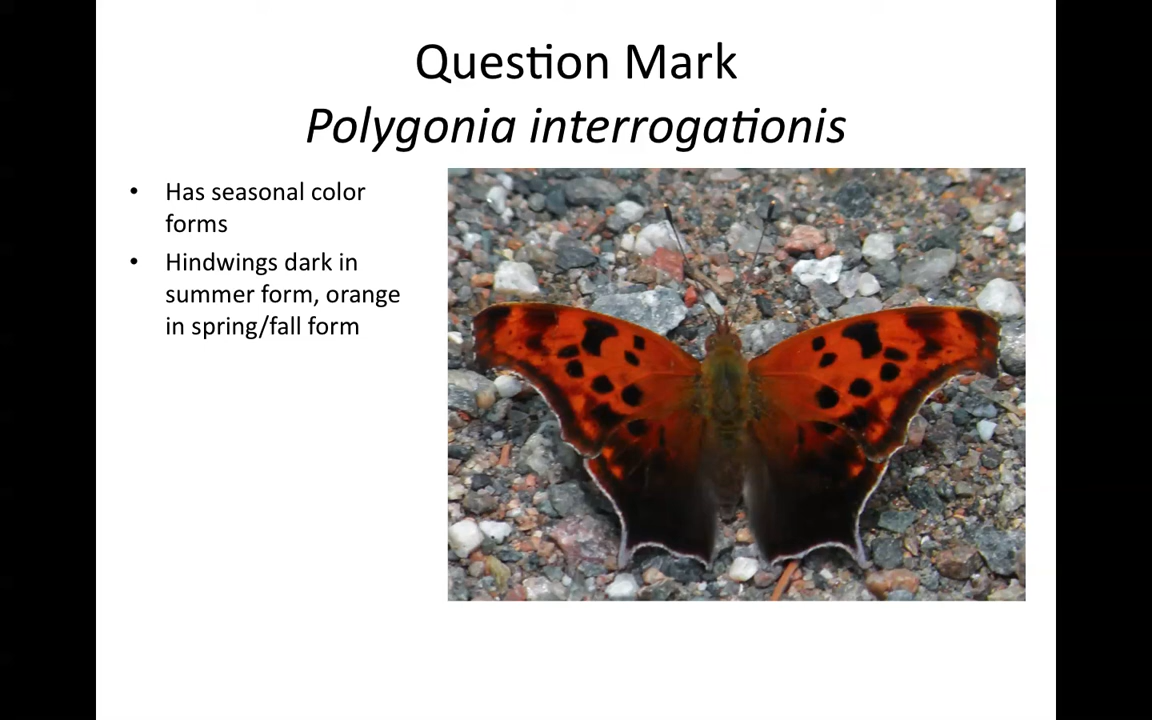 Question Mark
Polygonia interrogationis
• Has seasonal color
forms
• Hindwings dark in
summer form, orange
in spring/fall form